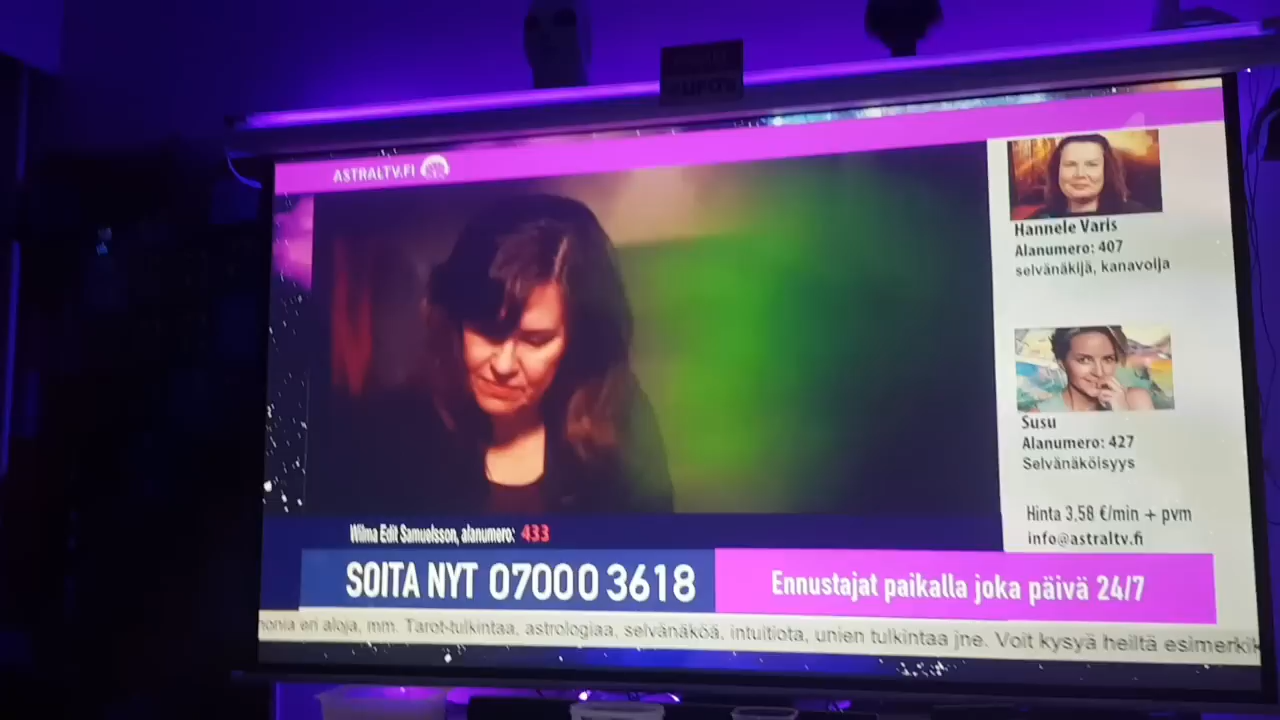 ASTRALTV.FI
Hannele Varis
Alanumero: 407
selvänäkijä, kanavoija
Susu
Alanumero: 427
Selvänäköisyys
Hinta 3,58 €/min + pvm
info@astraltv.fi
Wilma Edit Samuelsson, alanumero: 433
SOITA NYT 0700 0 3618
Ennustajat paikalla joka päivä 24/7
eri aloja, mm. Tarot-tulkintaa, astrologiaa, selvänäköä, intuitiota, unien tulkintaa jne. Voit kysyä heiltä